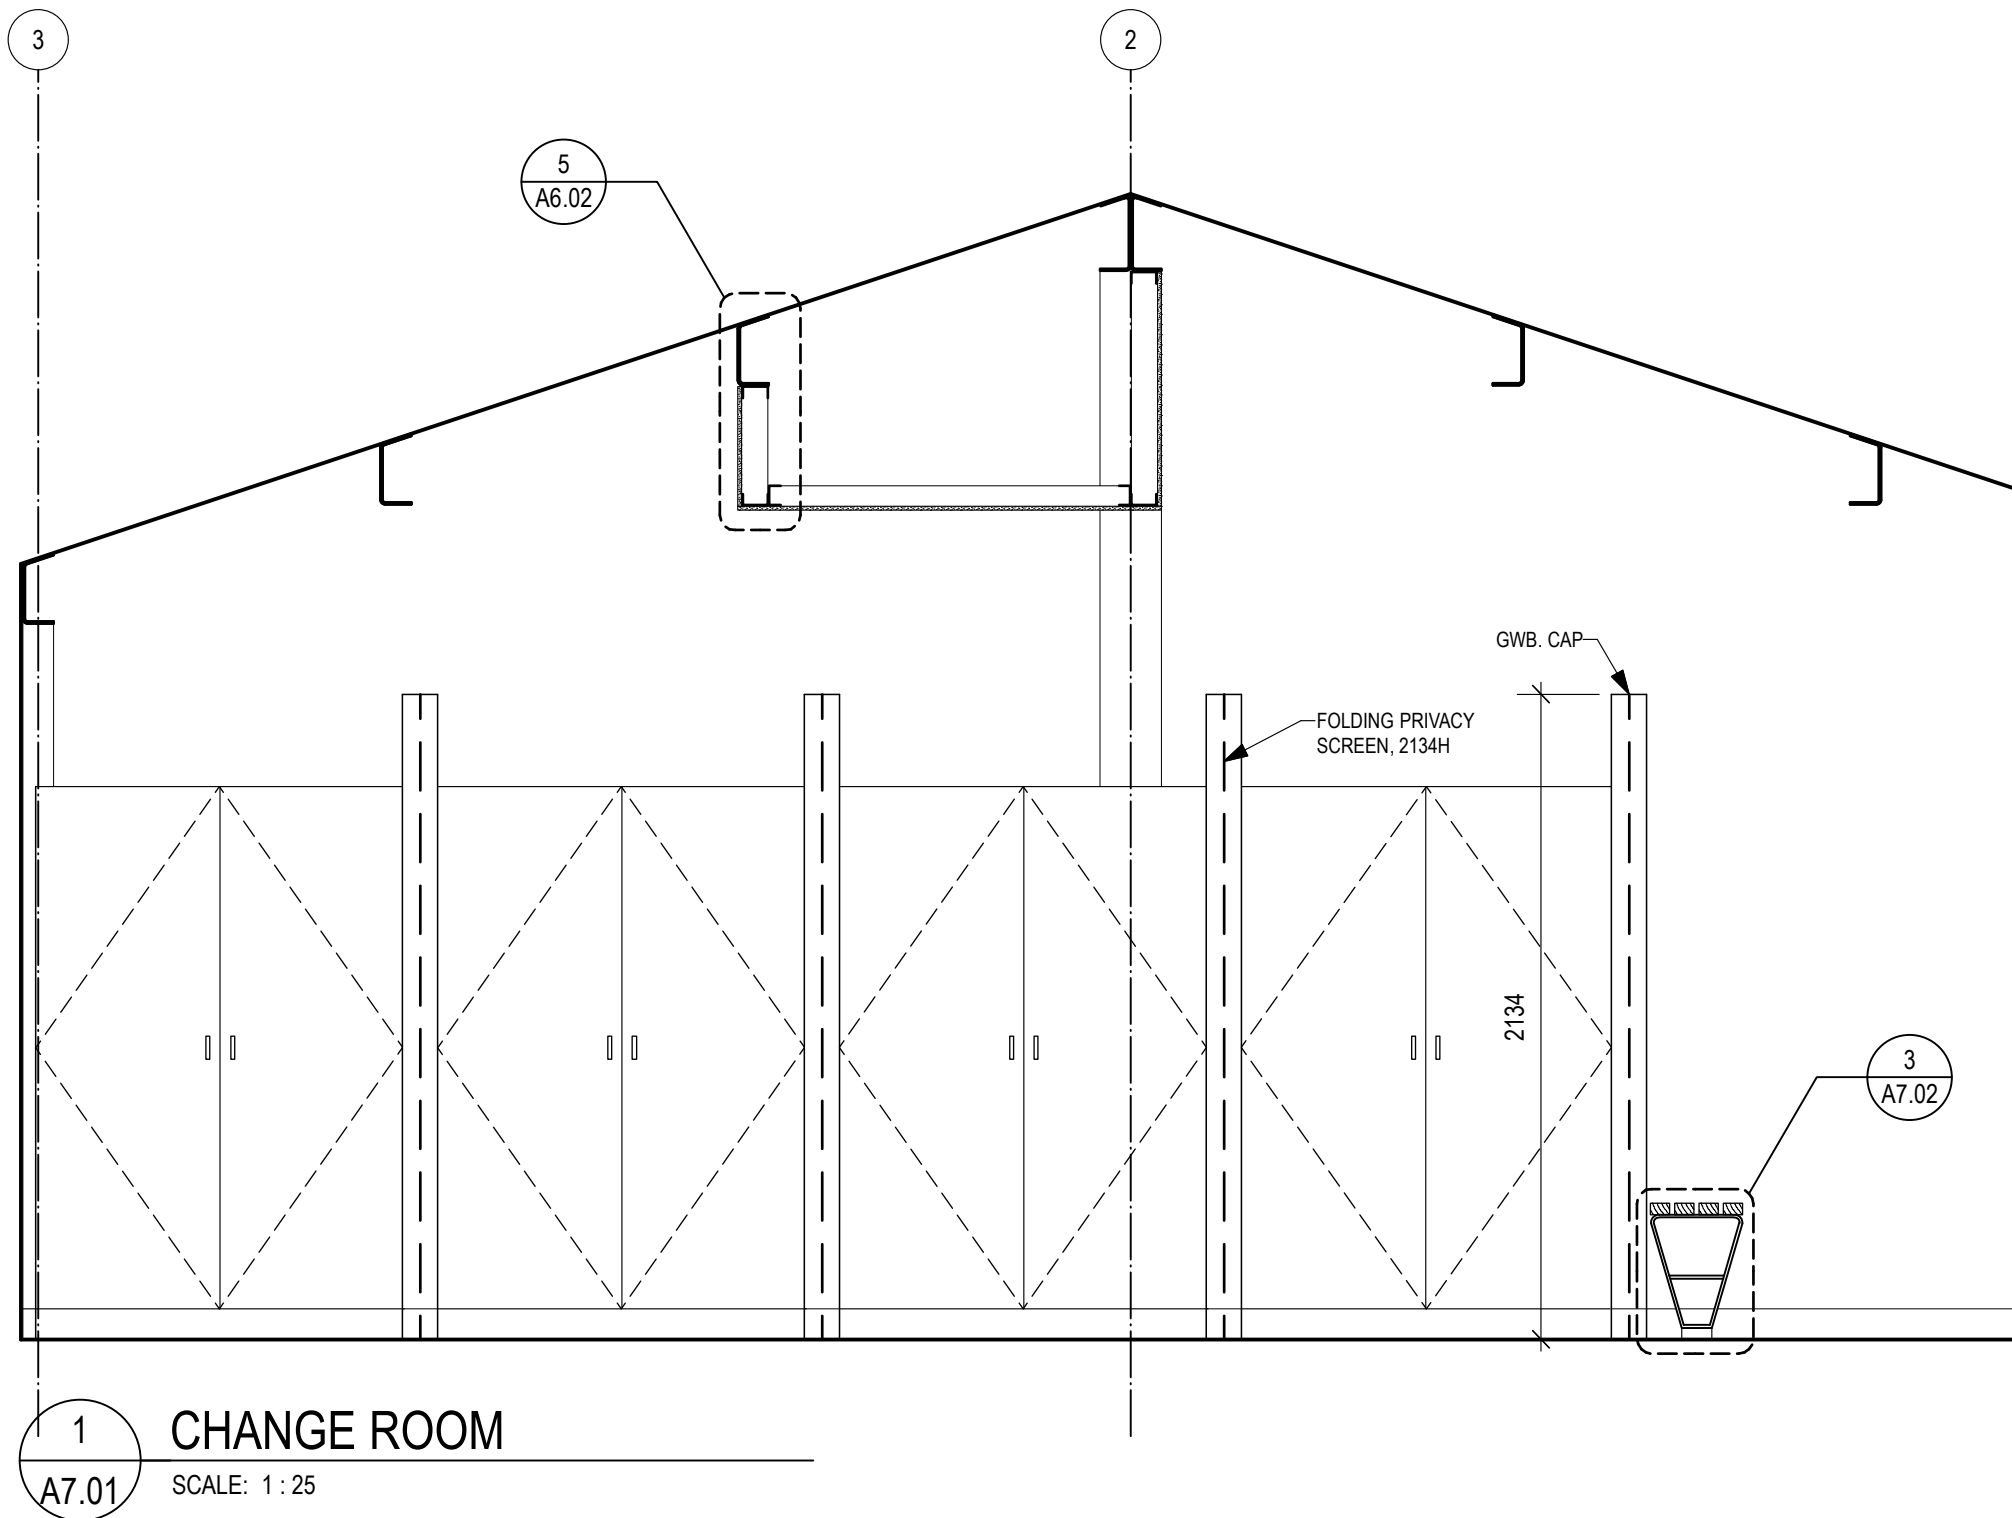 3
2
5
A6.02
GWB. CAP
FOLDING PRIVACY
SCREEN, 2134H
2134
3
A7.02
1
A7.01
CHANGE ROOM
SCALE: 1 : 25